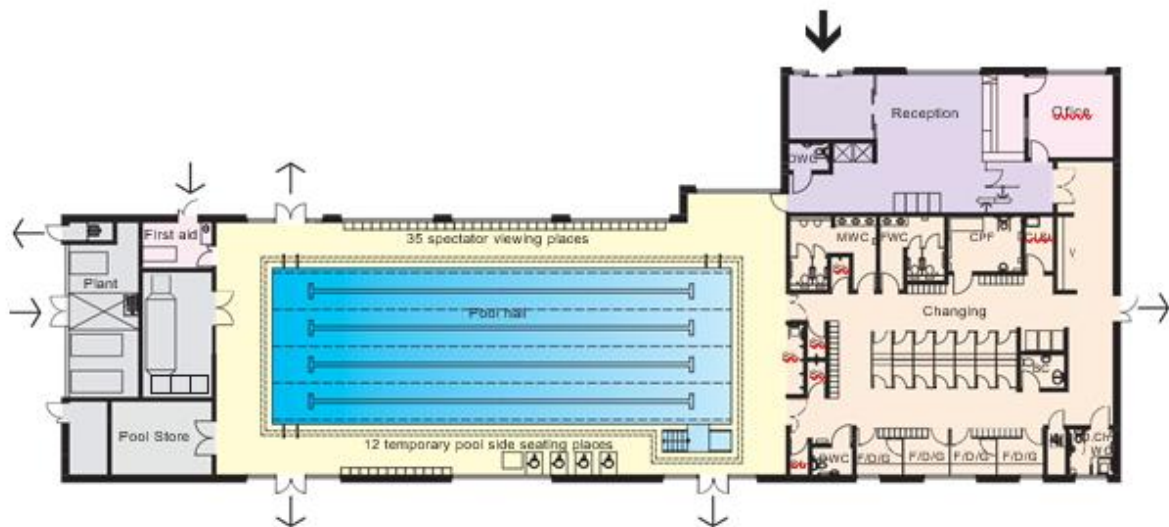 Reception
Office
DWC
First aid
35 spectator viewing places
MWC
FWC
CPF
V
Plant
Pool hall
Changing
Pool Store
12 temporary pool side seating places
DWC
F/D/G
F/D/G
F/D/G
F/D/G